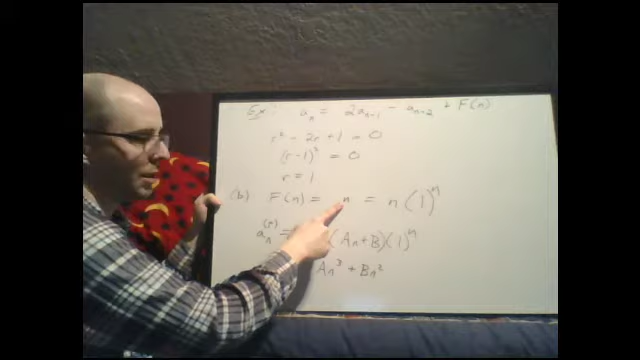 Ex: aₙ = 2aₙ₋₁ - aₙ₋₂ + F(n)
r² - 2r + 1 = 0
(r-1)² = 0
r = 1
(b) F(n) = n = n(1)ⁿ
aₙ⁽ᵖ⁾ = (An+B)(1)ⁿ
An³ + Bn²